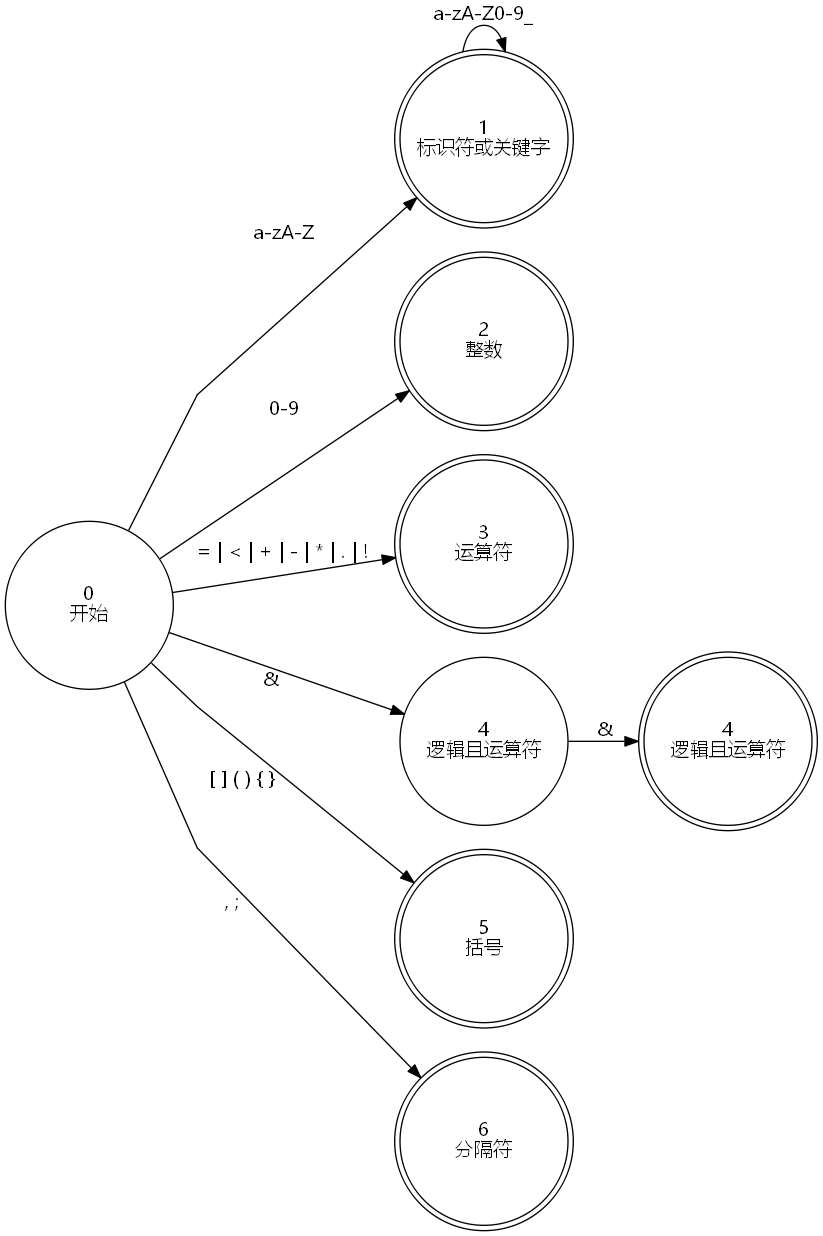 a-zA-Z0-9_
1
标识符或关键字
a-zA-Z
2
整数
0-9
3
运算符
= | < | + | - | * | . | !
0
开始
&
4
逻辑且运算符
&
4
逻辑且运算符
[ ] ( ) { }
, ;
5
括号
6
分隔符